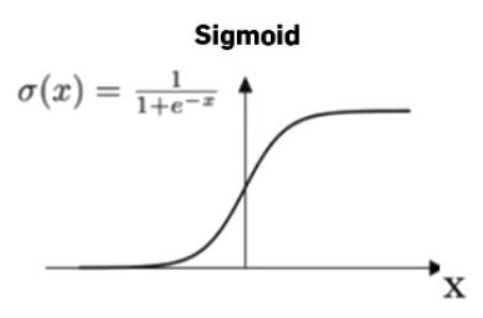 Sigmoid
σ(x) = 1/1+e−x
X